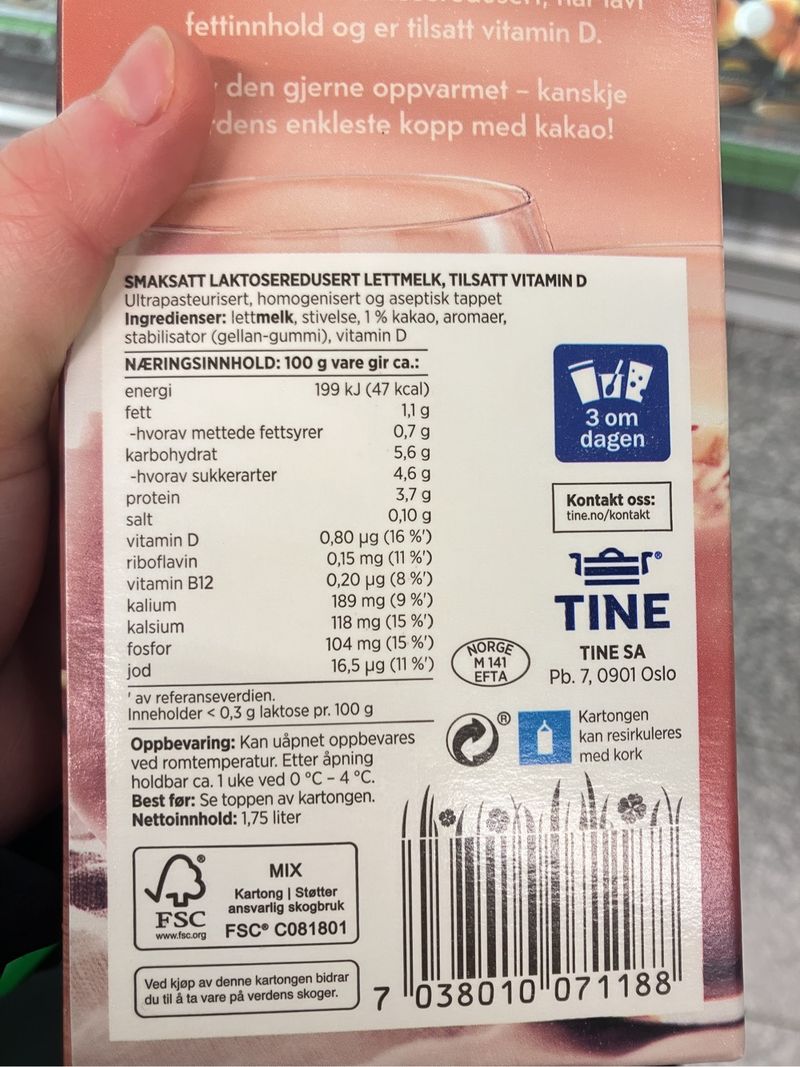 fettinnhold og er tilsatt vitamin D.
den gjerne oppvarmet – kanskje
enkleste kopp med kakao!
SMAKSATT LAKTOSEREDUSERT LETTMELK, TILSATT VITAMIN D
Ultrapasteurisert, homogenisert og aseptisk tappet
Ingredienser: lettmelk, stivelse, 1 % kakao, aromaer,
stabilisator (gellan-gummi), vitamin D
NÆRINGSINNHOLD: 100 g vare gir ca.:
energi 199 kJ (47 kcal)
fett 1,1 g
-hvorav mettede fettsyrer 0,7 g
karbohydrat 5,6 g
-hvorav sukkerarter 4,6 g
protein 3,7 g
salt 0,10 g
vitamin D 0,80 µg (16 %')
riboflavin 0,15 mg (11 %')
vitamin B12 0,20 µg (8 %')
kalium 189 mg (9 %')
kalsium 118 mg (15 %')
fosfor 104 mg (15 %')
jod 16,5 µg (11 %')
' av referanseverdien.
Inneholder < 0,3 g laktose pr. 100 g
Oppbevaring: Kan uåpnet oppbevares
ved romtemperatur. Etter åpning
holdbar ca. 1 uke ved 0 °C – 4 °C.
Best før: Se toppen av kartongen.
Nettoinnhold: 1,75 liter
3 om
dagen
Kontakt oss:
tine.no/kontakt
TINE
TINE SA
Pb. 7, 0901 Oslo
NORGE
M 141
EFTA
Kartongen
kan resirkuleres
med kork
FSC
www.fsc.org
MIX
Kartong | Støtter
ansvarlig skogbruk
FSC® C081801
Ved kjøp av denne kartongen bidrar
du til å ta vare på verdens skoger.
7 038010 071188